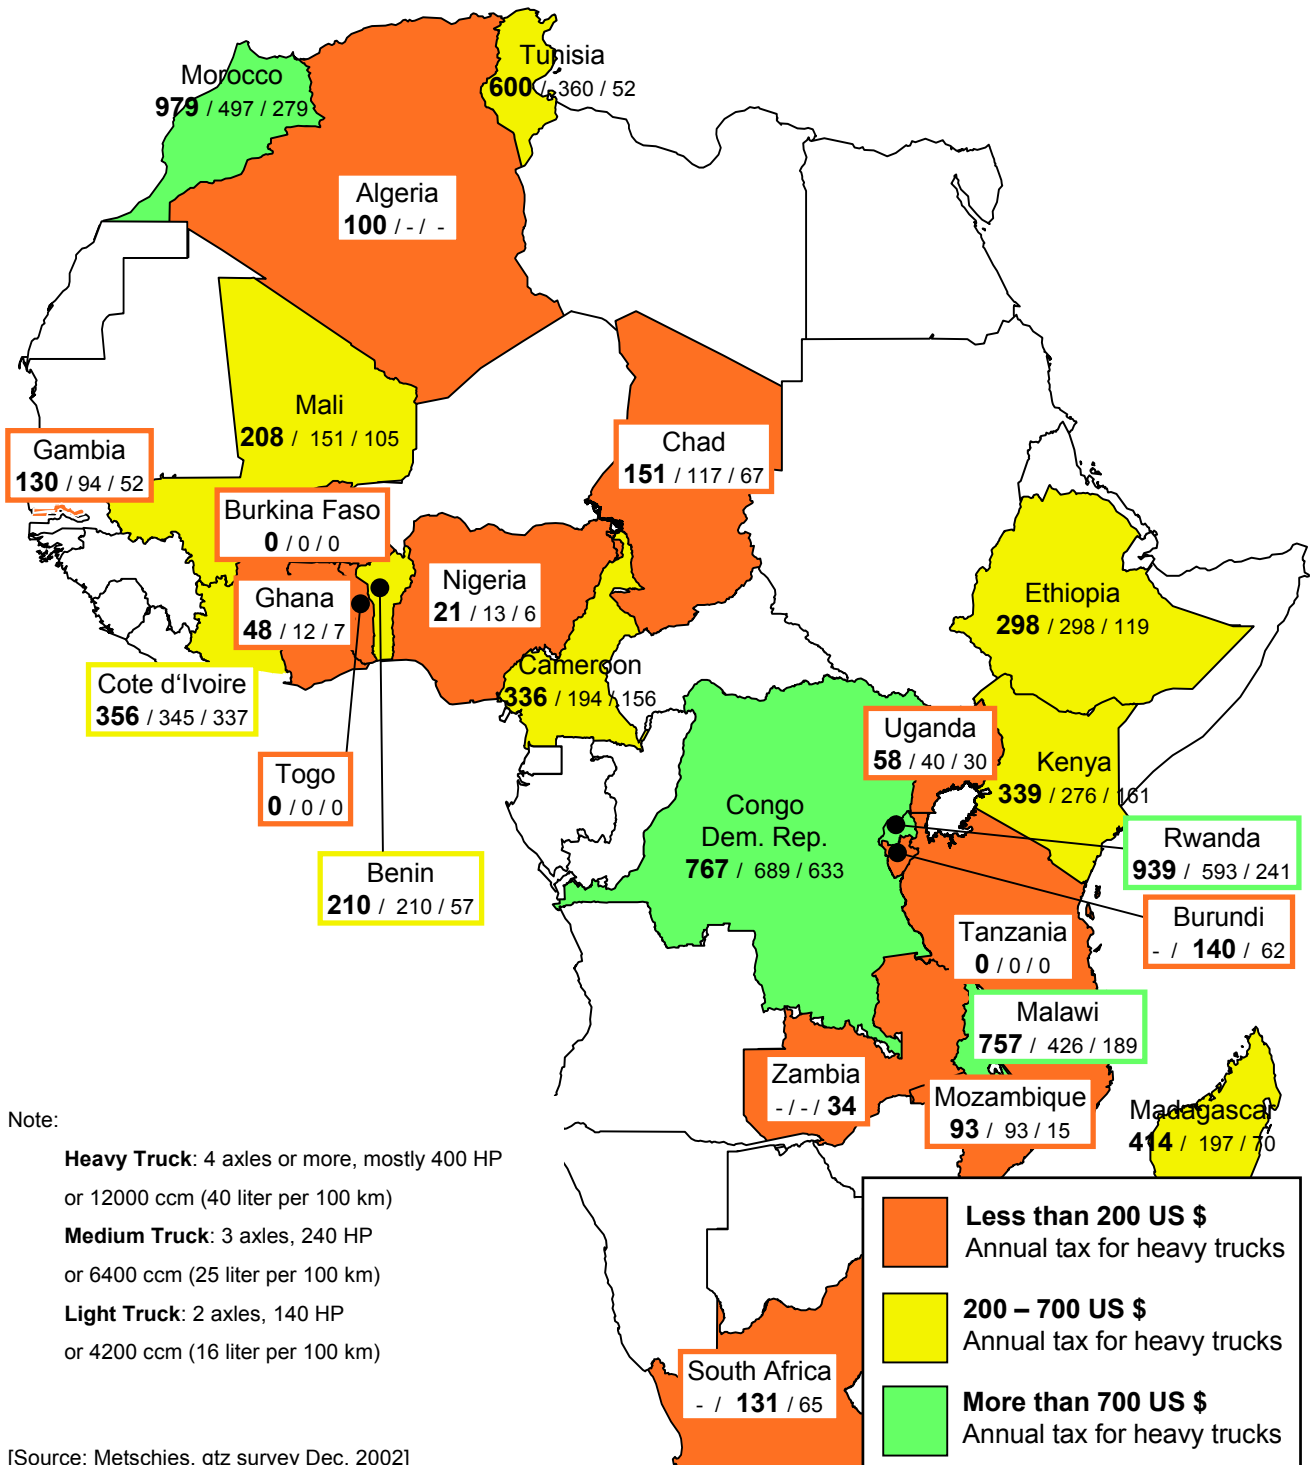 Tunisia
600 / 360 / 52
Morocco
979 / 497 / 279
Algeria
100 / - / -
Mali
208 / 151 / 105
Chad
151 / 117 / 67
Gambia
130 / 94 / 52
Burkina Faso
0 / 0 / 0
Nigeria
21 / 13 / 6
Ghana
48 / 12 / 7
Ethiopia
298 / 298 / 119
Cameroon
336 / 194 / 156
Cote d‘Ivoire
356 / 345 / 337
Uganda
58 / 40 / 30
Kenya
339 / 276 / 161
Togo
0 / 0 / 0
Congo
Dem. Rep.
767 / 689 / 633
Rwanda
939 / 593 / 241
Benin
210 / 210 / 57
Burundi
- / 140 / 62
Tanzania
0 / 0 / 0
Malawi
757 / 426 / 189
Zambia
- / - / 34
Mozambique
93 / 93 / 15
Madagascar
414 / 197 / 70
Note:
Heavy Truck: 4 axles or more, mostly 400 HP
or 12000 ccm (40 liter per 100 km)
Medium Truck: 3 axles, 240 HP
or 6400 ccm (25 liter per 100 km)
Light Truck: 2 axles, 140 HP
or 4200 ccm (16 liter per 100 km)
Less than 200 US $
Annual tax for heavy trucks
200 – 700 US $
Annual tax for heavy trucks
More than 700 US $
Annual tax for heavy trucks
South Africa
- / 131 / 65
[Source: Metschies, gtz survey Dec. 2002]